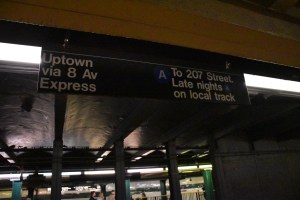 Uptown
via 8 Av
Express
A To 207 Street.
Late nights A
on local track